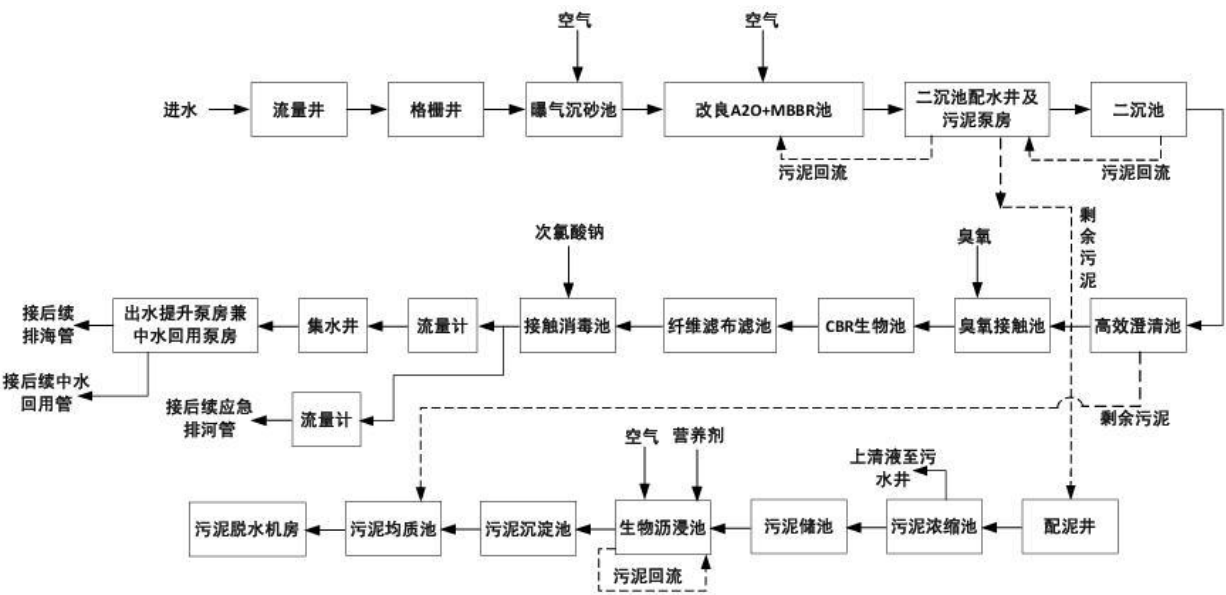 空气
空气
进水
流量井
格栅井
曝气沉砂池
改良A2O+MBBR池
二沉池配水井及
污泥泵房
二沉池
污泥回流
污泥回流
剩
余
污
泥
次氯酸钠
臭氧
接后续
排海管
出水提升泵房兼
中水回用泵房
集水井
流量计
接触消毒池
纤维滤布滤池
CBR生物池
臭氧接触池
高效澄清池
接后续中水
回用管
接后续应急
排河管
流量计
剩余污泥
空气
营养剂
上清液至污
水井
污泥脱水机房
污泥均质池
污泥沉淀池
生物沥浸池
污泥储池
污泥浓缩池
配泥井
污泥回流